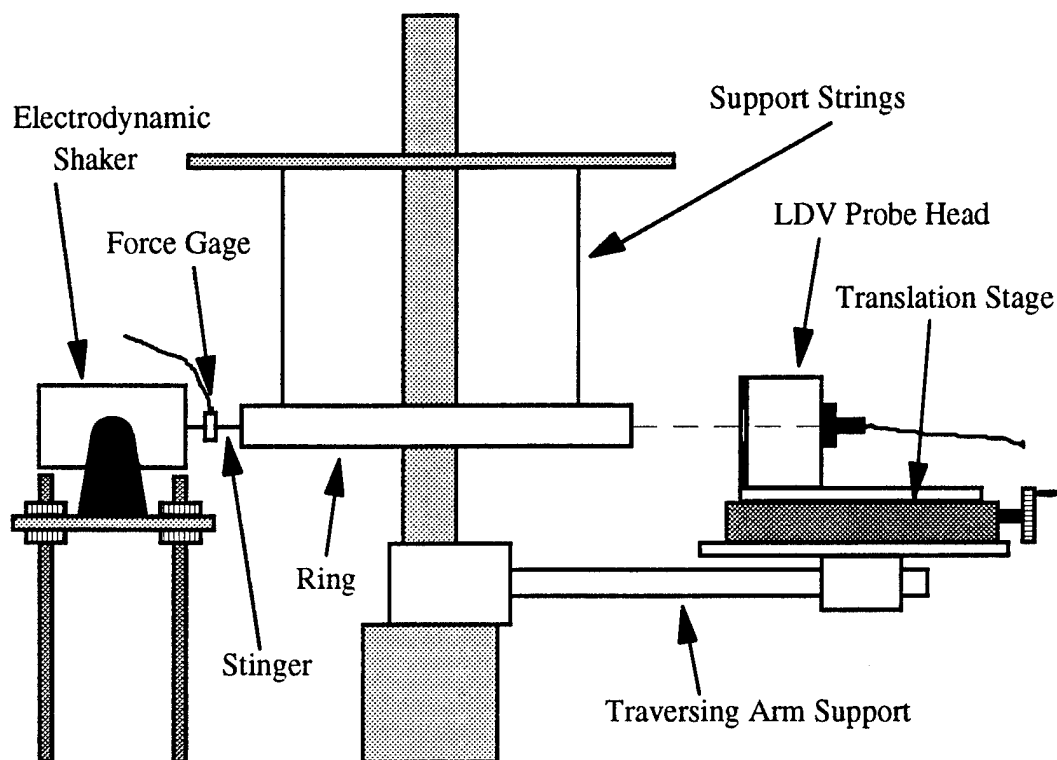 Electrodynamic
Shaker
Support Strings
LDV Probe Head
Force Gage
Translation Stage
Ring
Stinger
Traversing Arm Support